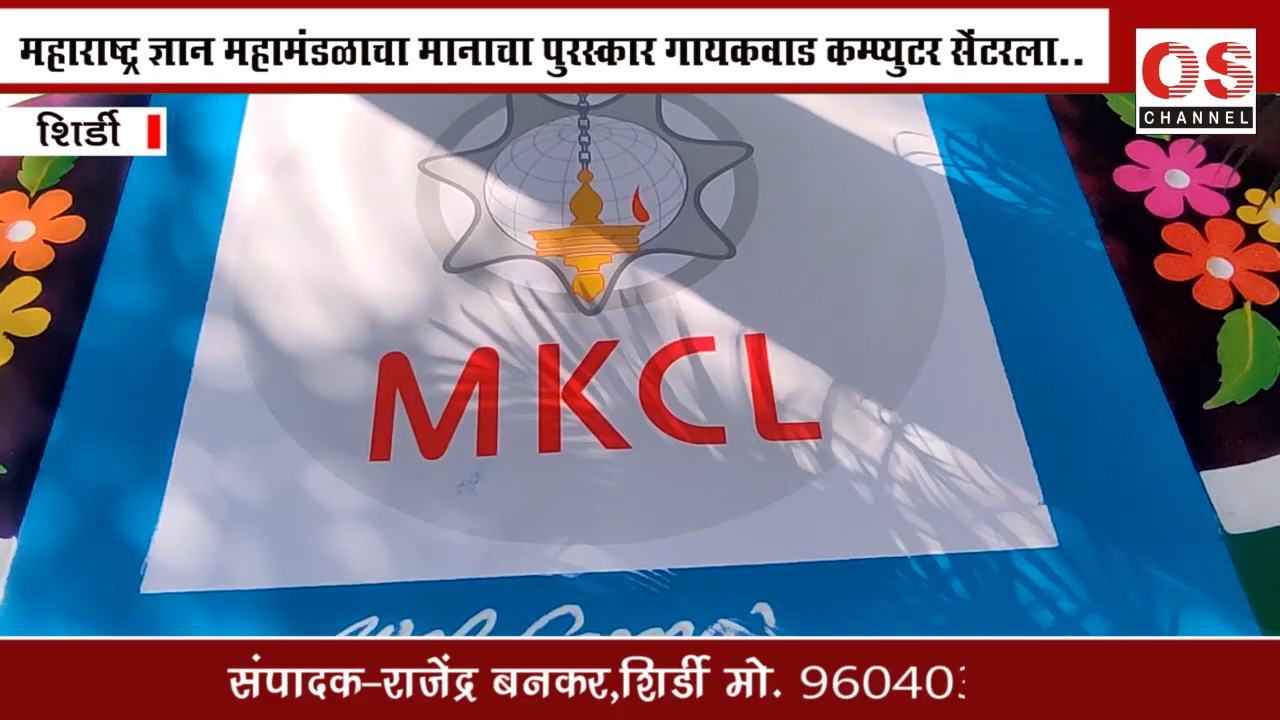 महाराष्ट्र ज्ञान महामंडळाचा मानाचा पुरस्कार गायकवाड कम्प्युटर सेंटरला..
OS
CHANNEL
शिर्डी
MKCL
संपादक-राजेंद्र बनकर,शिर्डी मो. 96040